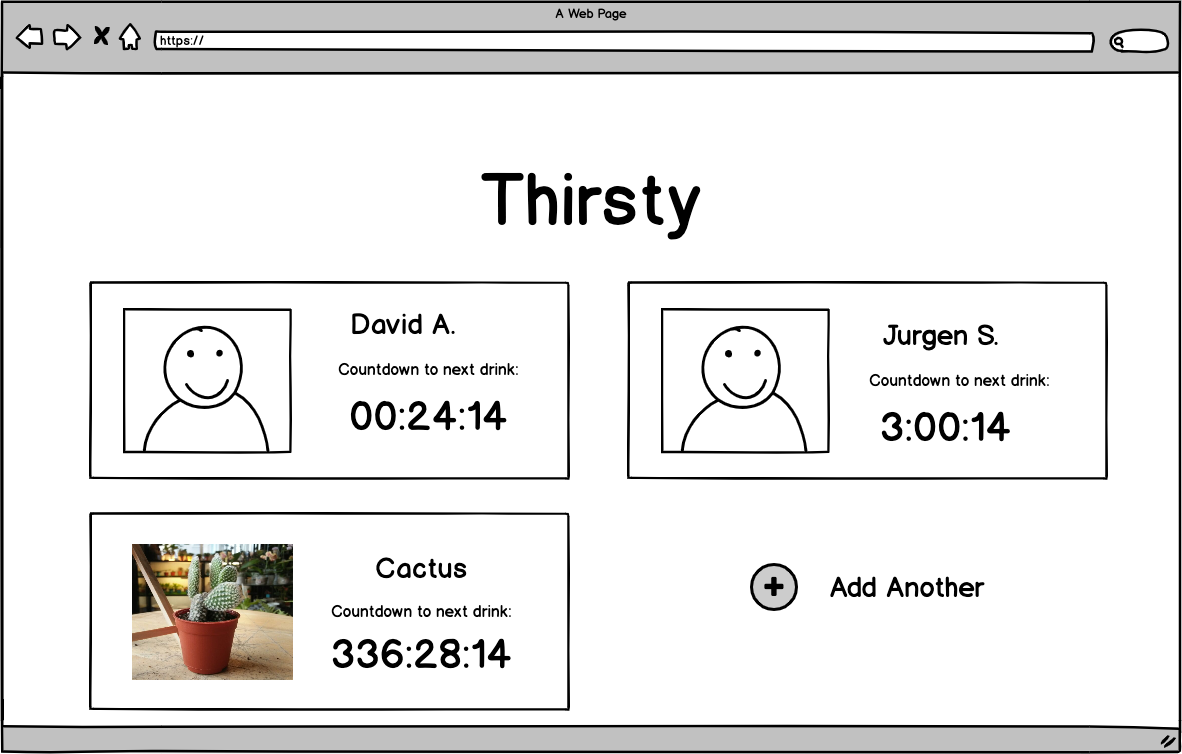 A Web Page
https://
Thirsty
David A.
Countdown to next drink:
00:24:14
Jurgen S.
Countdown to next drink:
3:00:14
Cactus
Countdown to next drink:
336:28:14
Add Another